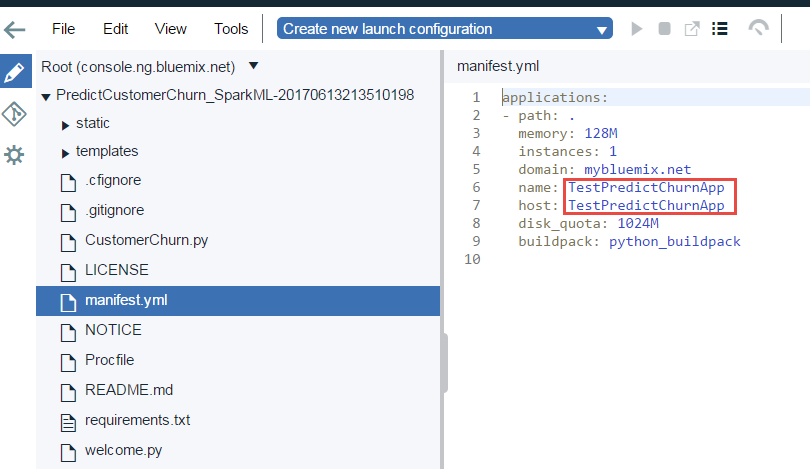 File Edit Bluemix View Tools Create new launch configuration
Root (console.ng.bluemix.net)
PredictCustomerChurn_SparkML-20170613213510198
static
templates
.cfignore
.gitignore
CustomerChurn.py
LICENSE
manifest.yml
NOTICE
Procfile
README.md
requirements.txt
welcome.py
manifest.yml
1 applications:
2 - path: .
3 memory: 128M
4 instances: 1
5 domain: mybluemix.net
6 name: TestPredictChurnApp
7 host: TestPredictChurnApp
8 disk_quota: 1024M
9 buildpack: python_buildpack
10